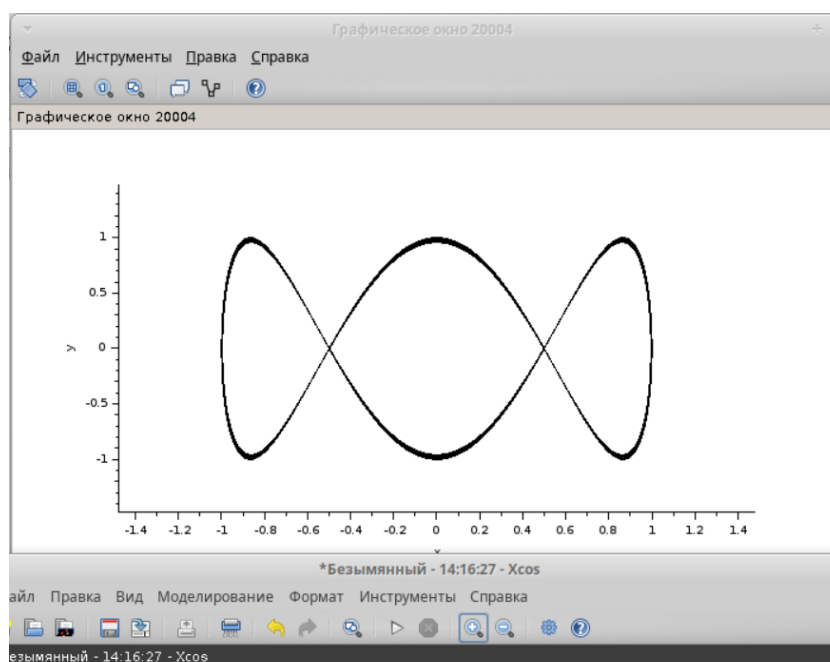 Графическое окно 20004
Файл Инструменты Правка Справка
Графическое окно 20004
1
0.5
y 0
-0.5
-1
-1.4 -1.2 -1 -0.8 -0.6 -0.4 -0.2 0 0.2 0.4 0.6 0.8 1 1.2 1.4
*Безымянный - 14:16:27 - Xcos
айл Правка Вид Моделирование Формат Инструменты Справка
езымянный - 14:16:27 - Xcos